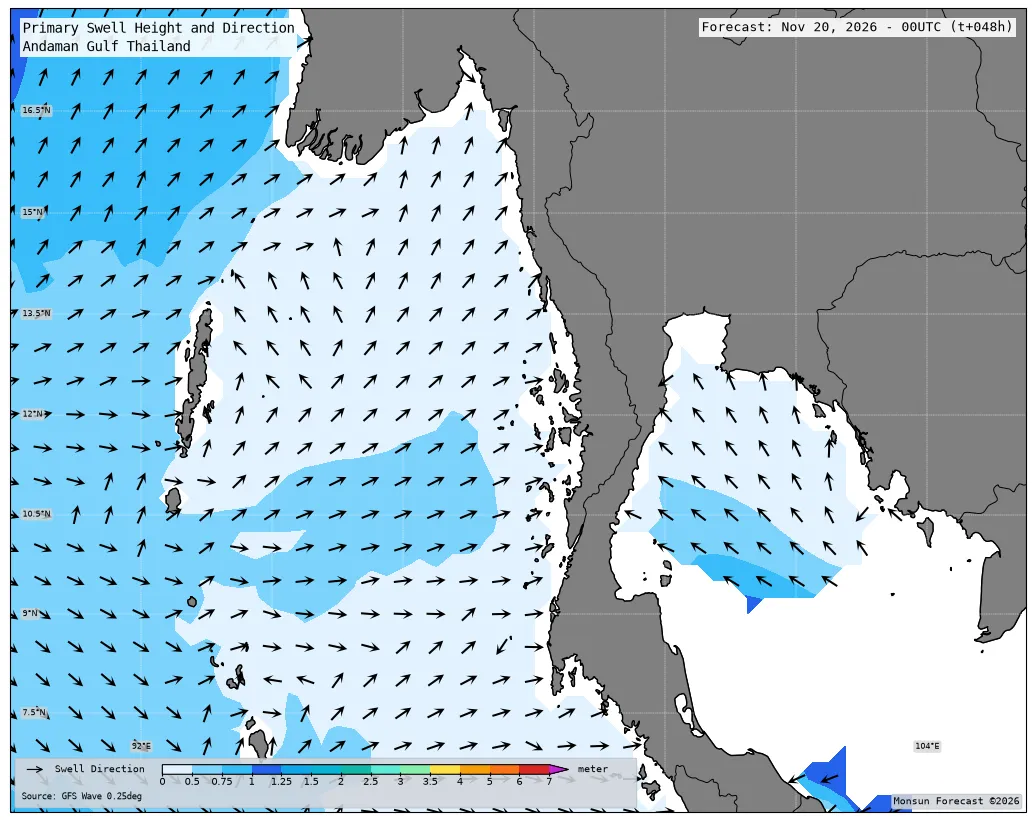 Primary Swell Height and Direction
Andaman Gulf Thailand
Forecast: Nov 20, 2026 - 00UTC (t+048h)
16.5°N
15°N
13.5°N
12°N
10.5°N
9°N
7.5°N
92°E
104°E
Swell Direction
0 0.5 0.75 1 1.25 1.5 2 2.5 3 3.5 4 5 6 7
meter
Source: GFS Wave 0.25deg
Monsun Forecast ©2026